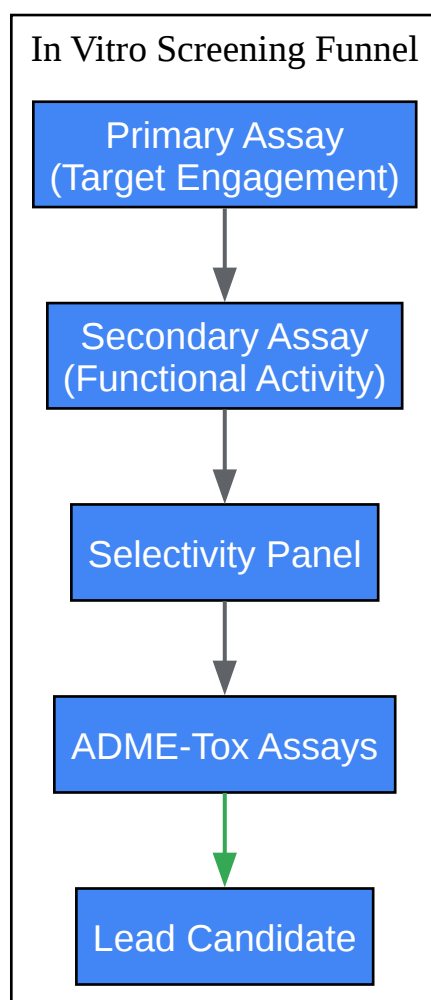 In Vitro Screening Funnel
Primary Assay
(Target Engagement)
Secondary Assay
(Functional Activity)
Selectivity Panel
ADME-Tox Assays
Lead Candidate